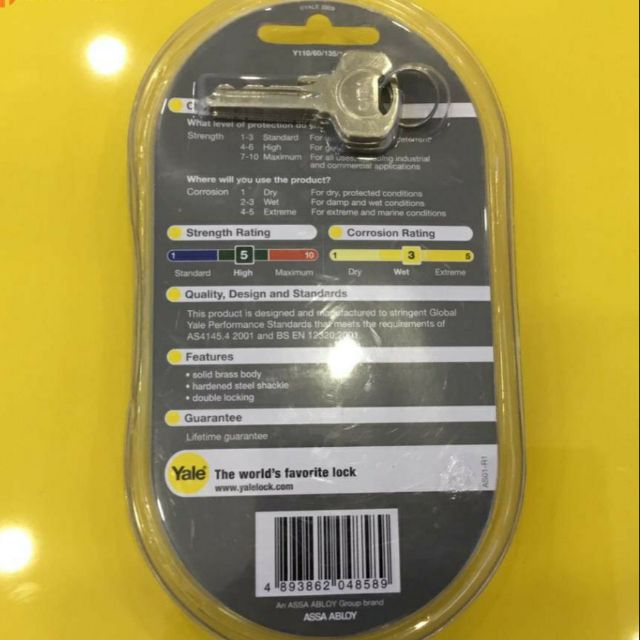 ©YALE 2009
Y110/60/135/
C
What level of protection do y
Strength 1-3 Standard For
4-6 High For
7-10 Maximum For all uses, including industrial
and commercial applications
Where will you use the product?
Corrosion 1 Dry For dry, protected conditions
2-3 Wet For damp and wet conditions
4-5 Extreme For extreme and marine conditions
Strength Rating Corrosion Rating
1 5 10 1 3 5
Standard High Maximum Dry Wet Extreme
Quality, Design and Standards
This product is designed and manufactured to stringent Global
Yale Performance Standards that meets the requirements of
AS4145.4 2001 and BS EN 12320:2001.
Features
• solid brass body
• hardened steel shackle
• double locking
Guarantee
Lifetime guarantee
Yale® The world's favorite lock
www.yalelock.com
AS01-R1
4 893862 048589
An ASSA ABLOY Group brand
ASSA ABLOY